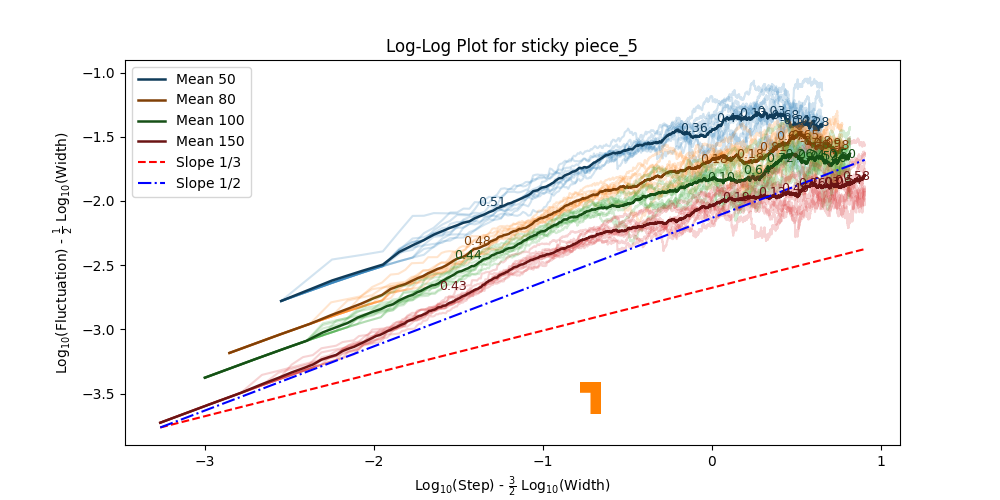 Log-Log Plot for sticky piece_5
Log₁₀(Fluctuation) - 1/2 Log₁₀(Width)
−1.0
−1.5
−2.0
−2.5
−3.0
−3.5
Mean 50
Mean 80
Mean 100
Mean 150
Slope 1/3
Slope 1/2
0.36
0.51
0.48
0.44
0.43
0.18
0.10
−3
−2
−1
0
1
Log₁₀(Step) - 3/2 Log₁₀(Width)